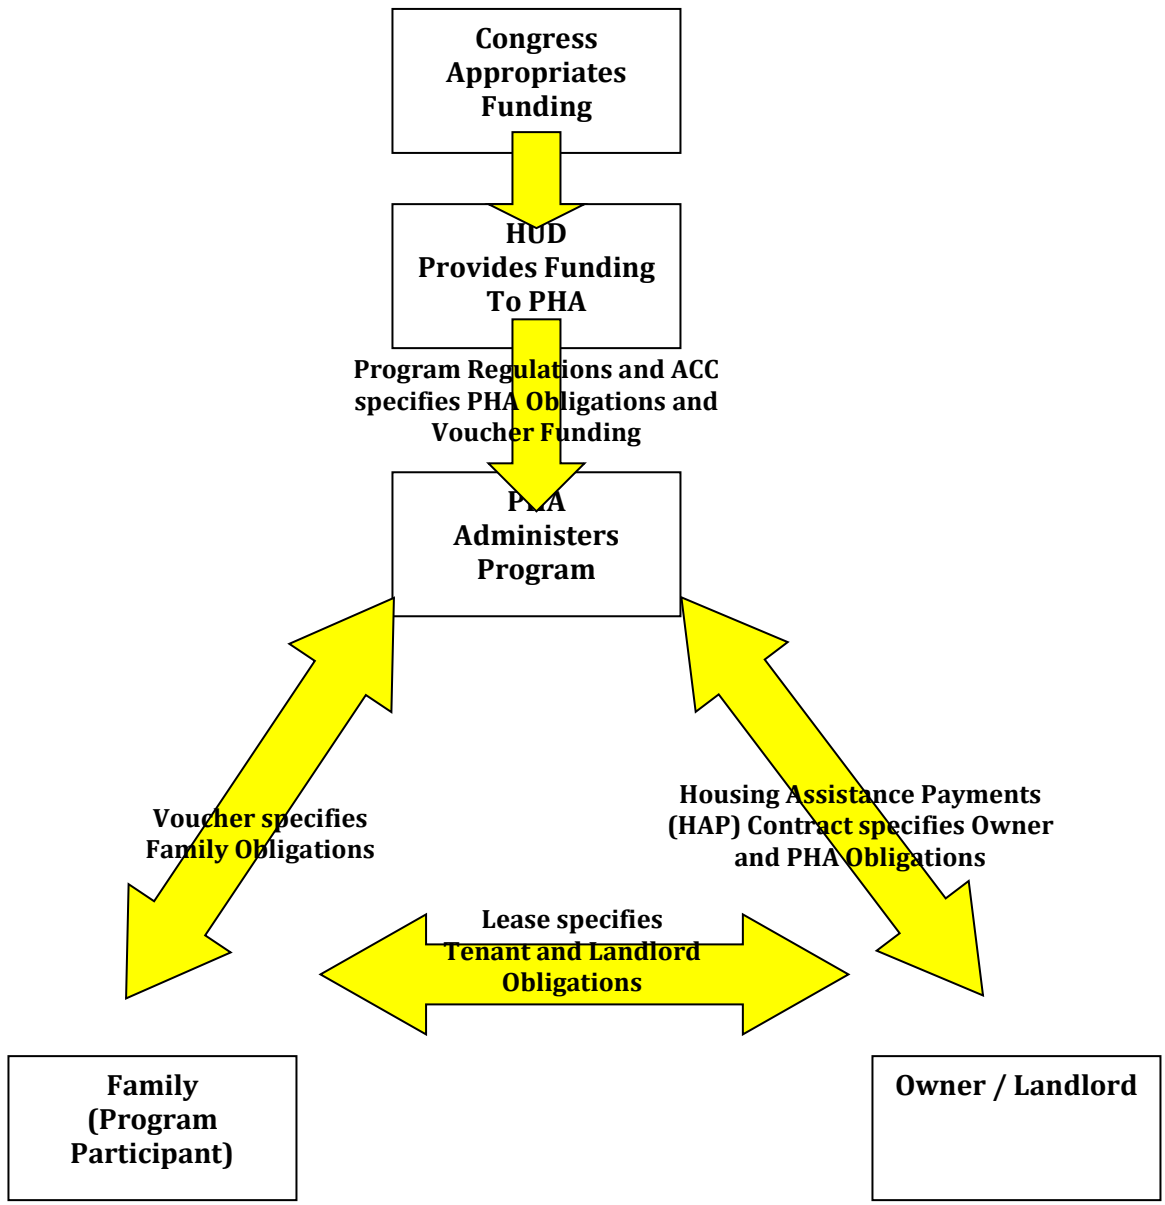 Congress
Appropriates
Funding
HUD
Provides Funding
To PHA
Program Regulations and ACC
specifies PHA Obligations and
Voucher Funding
PHA
Administers
Program
Housing Assistance Payments
(HAP) Contract specifies Owner
and PHA Obligations
Voucher specifies
Family Obligations
Lease specifies
Tenant and Landlord
Obligations
Family
(Program
Participant)
Owner / Landlord